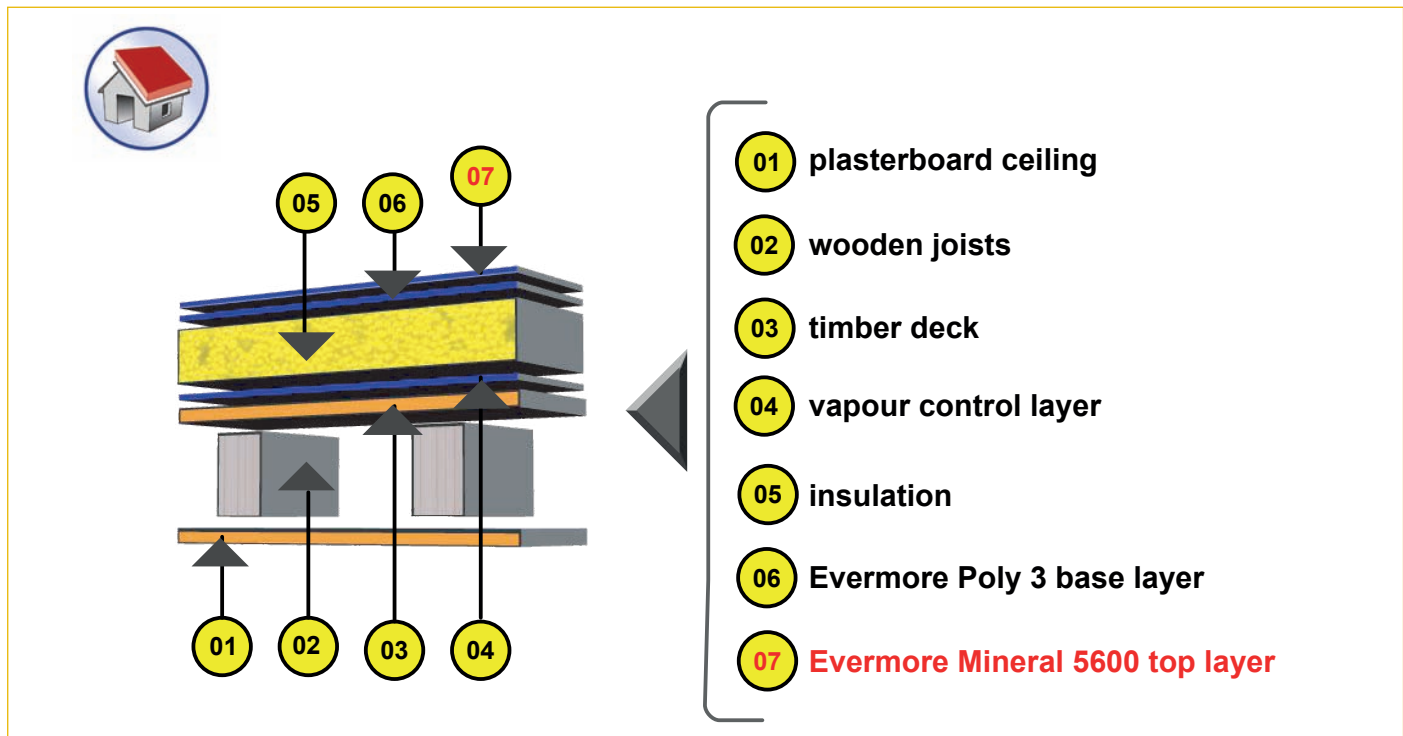 05
06
07
01
02
03
04
01 plasterboard ceiling
02 wooden joists
03 timber deck
04 vapour control layer
05 insulation
06 Evermore Poly 3 base layer
07 Evermore Mineral 5600 top layer